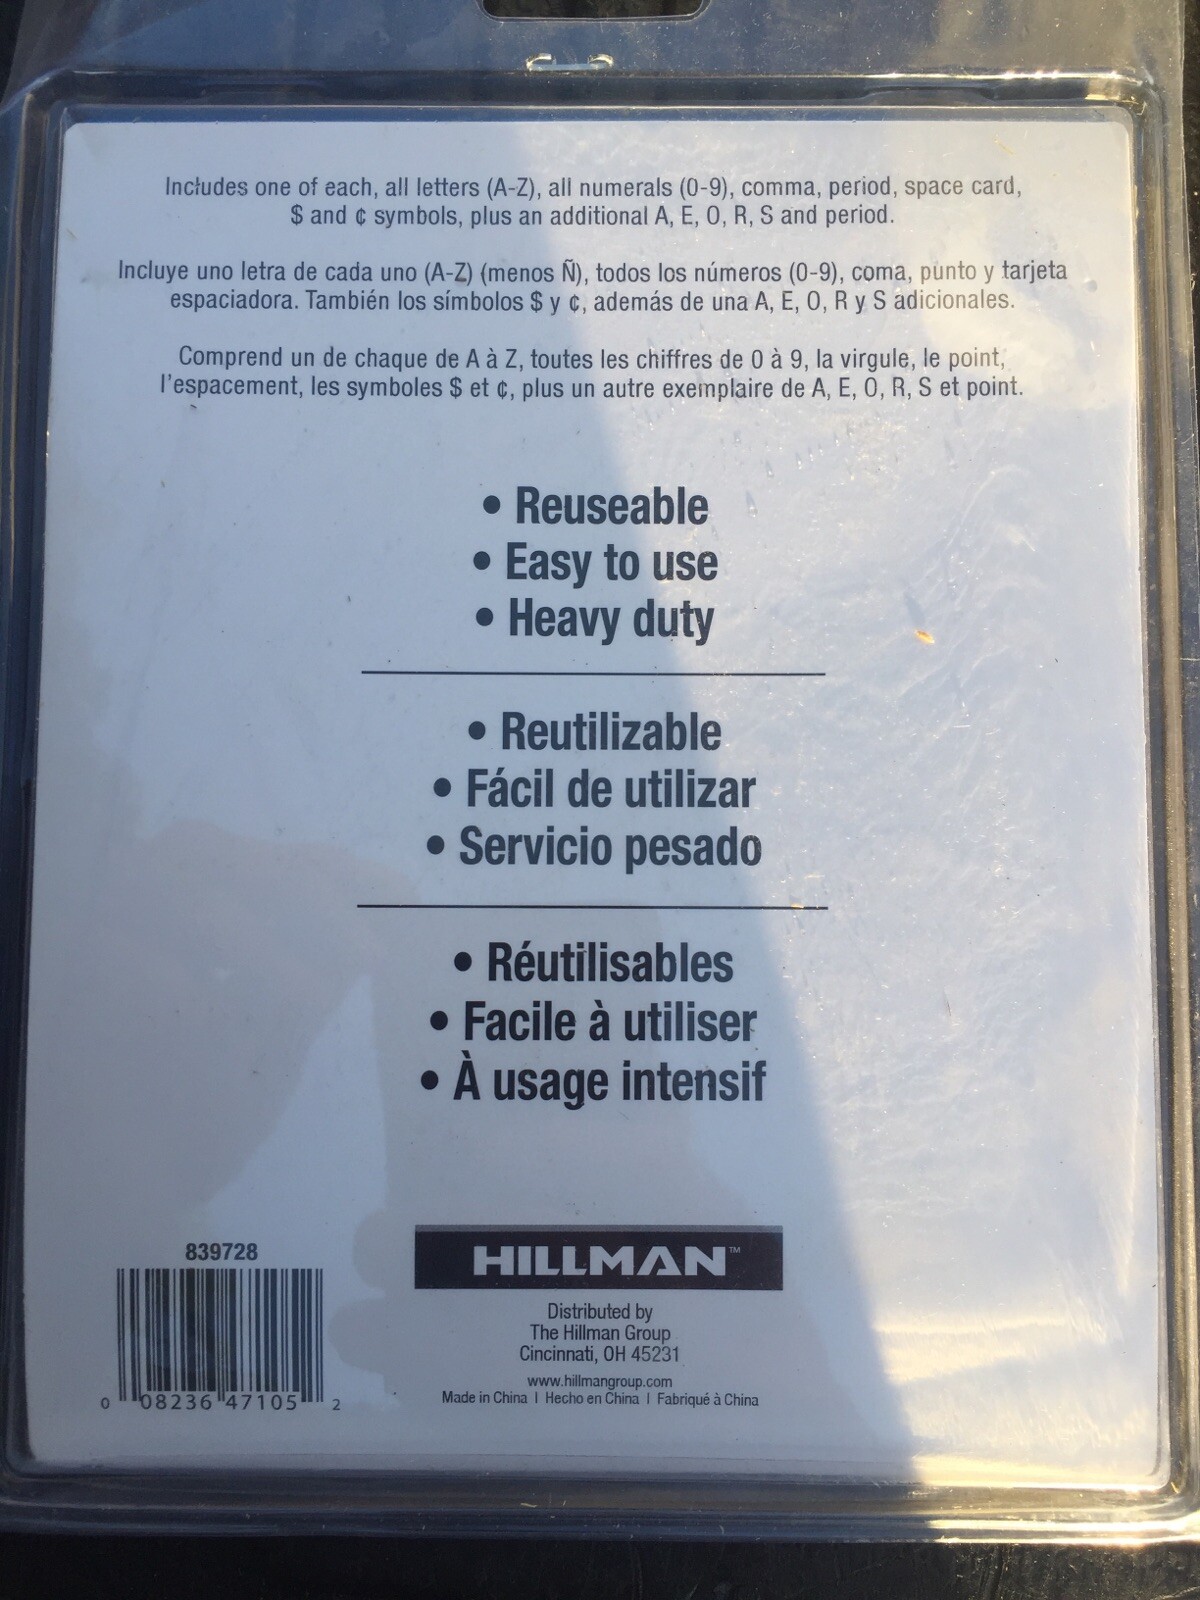 Includes one of each, all letters (A-Z), all numerals (0-9), comma, period, space card,
$ and ¢ symbols, plus an additional A, E, O, R, S and period.
Incluye uno letra de cada uno (A-Z) (menos Ñ), todos los números (0-9), coma, punto y tarjeta
espaciadora. También los símbolos $ y ¢, además de una A, E, O, R y S adicionales.
Comprend un de chaque de A à Z, toutes les chiffres de 0 à 9, la virgule, le point,
l'espacement, les symboles $ et ¢, plus un autre exemplaire de A, E, O, R, S et point.
• Reuseable
• Easy to use
• Heavy duty
• Reutilizable
• Fácil de utilizar
• Servicio pesado
• Réutilisables
• Facile à utiliser
• À usage intensif
839728
0 08236 47105 2
HILLMAN™
Distributed by
The Hillman Group
Cincinnati, OH 45231
www.hillmangroup.com
Made in China | Hecho en China | Fabriqué à China